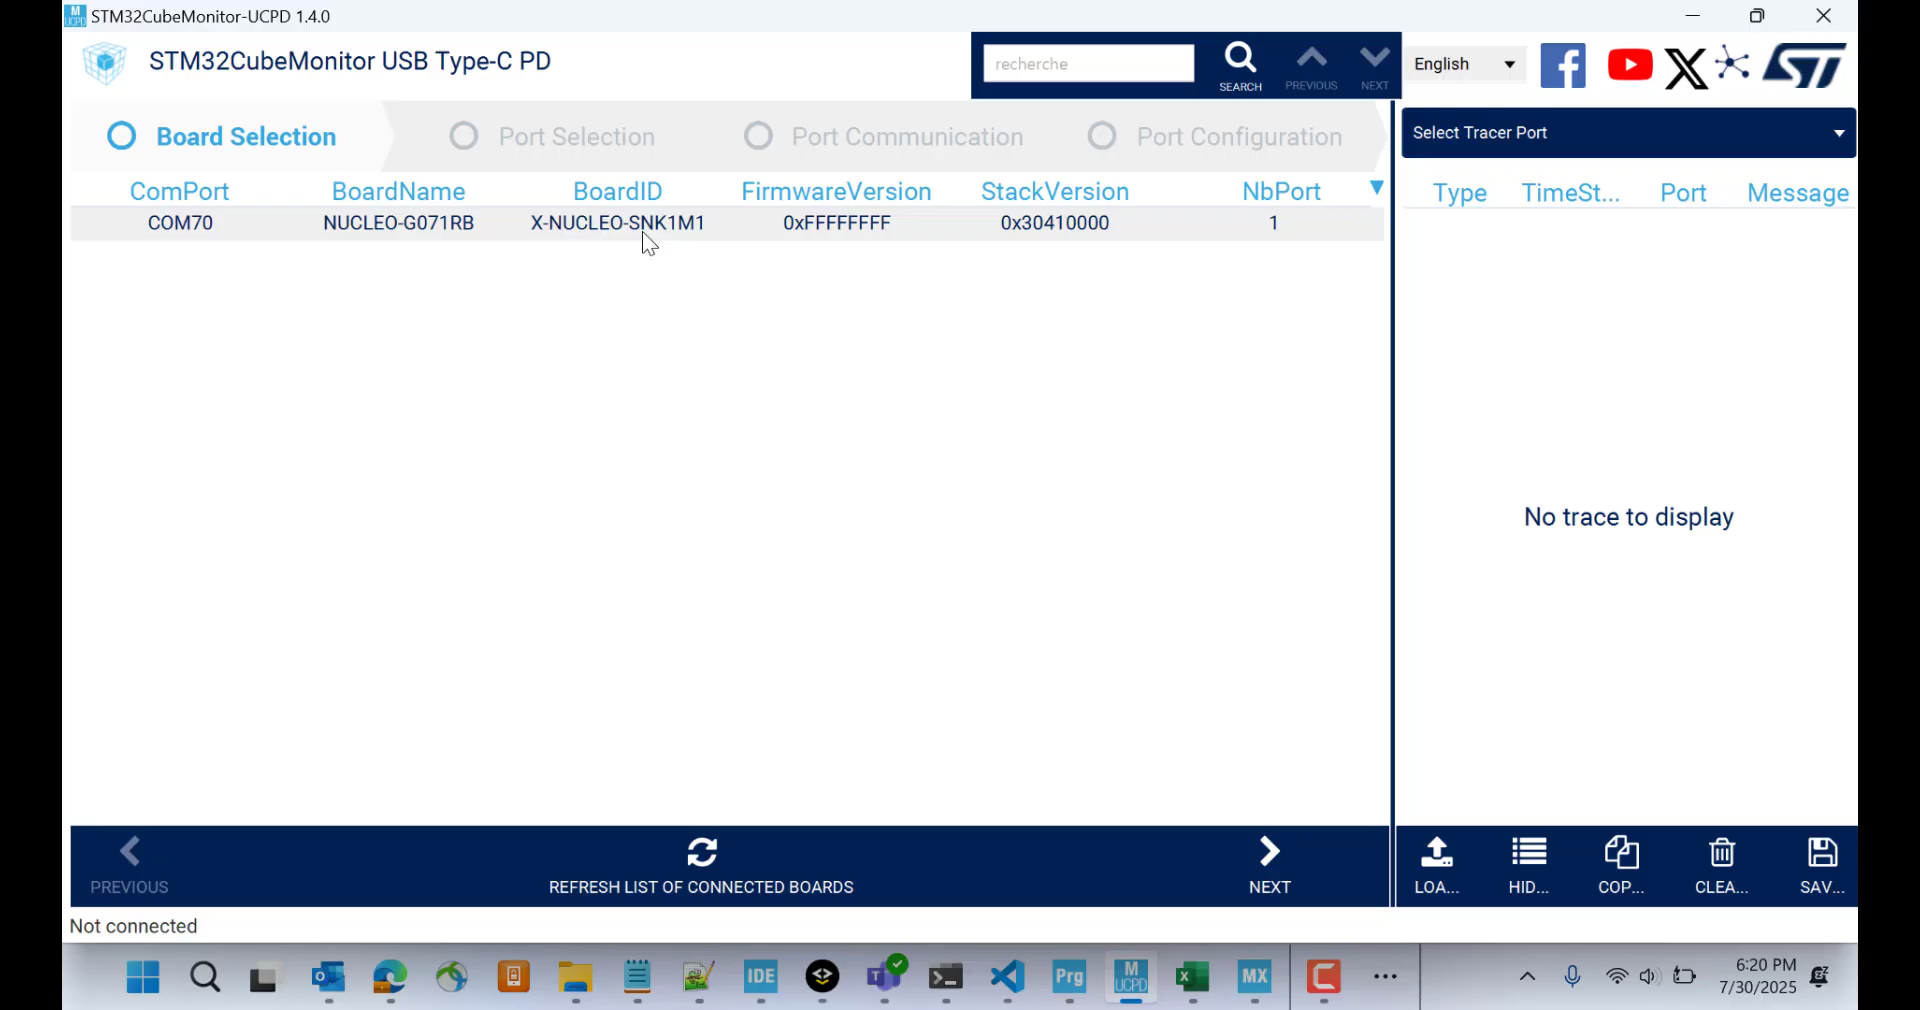 M UCPD STM32CubeMonitor-UCPD 1.4.0
STM32CubeMonitor USB Type-C PD
recherche
SEARCH
PREVIOUS
NEXT
English
ST
Board Selection
Port Selection
Port Communication
Port Configuration
Select Tracer Port
ComPort BoardName BoardID FirmwareVersion StackVersion NbPort
COM70 NUCLEO-G071RB X-NUCLEO-SNK1M1 0xFFFFFFFF 0x30410000 1
Type TimeSt... Port Message
No trace to display
PREVIOUS
REFRESH LIST OF CONNECTED BOARDS
NEXT
LOA... HID... COP... CLEA... SAV...
Not connected
IDE
Prg
M
UCPD
MX
6:20 PM
7/30/2025